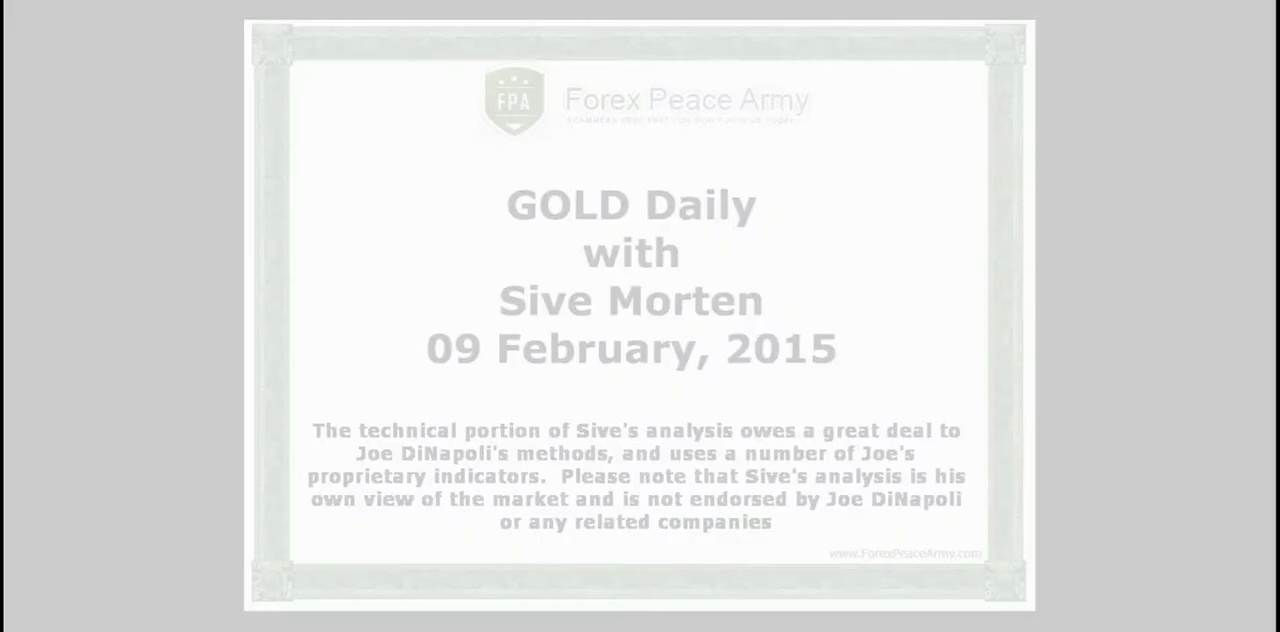 FPA
Forex Peace Army
GOLD Daily
with
Sive Morten
09 February, 2015
The technical portion of Sive's analysis owes a great deal to
Joe DiNapoli's methods, and uses a number of Joe's
proprietary indicators.  Please note that Sive's analysis is his
own view of the market and is not endorsed by Joe DiNapoli
or any related companies
www.ForexPeaceArmy.com